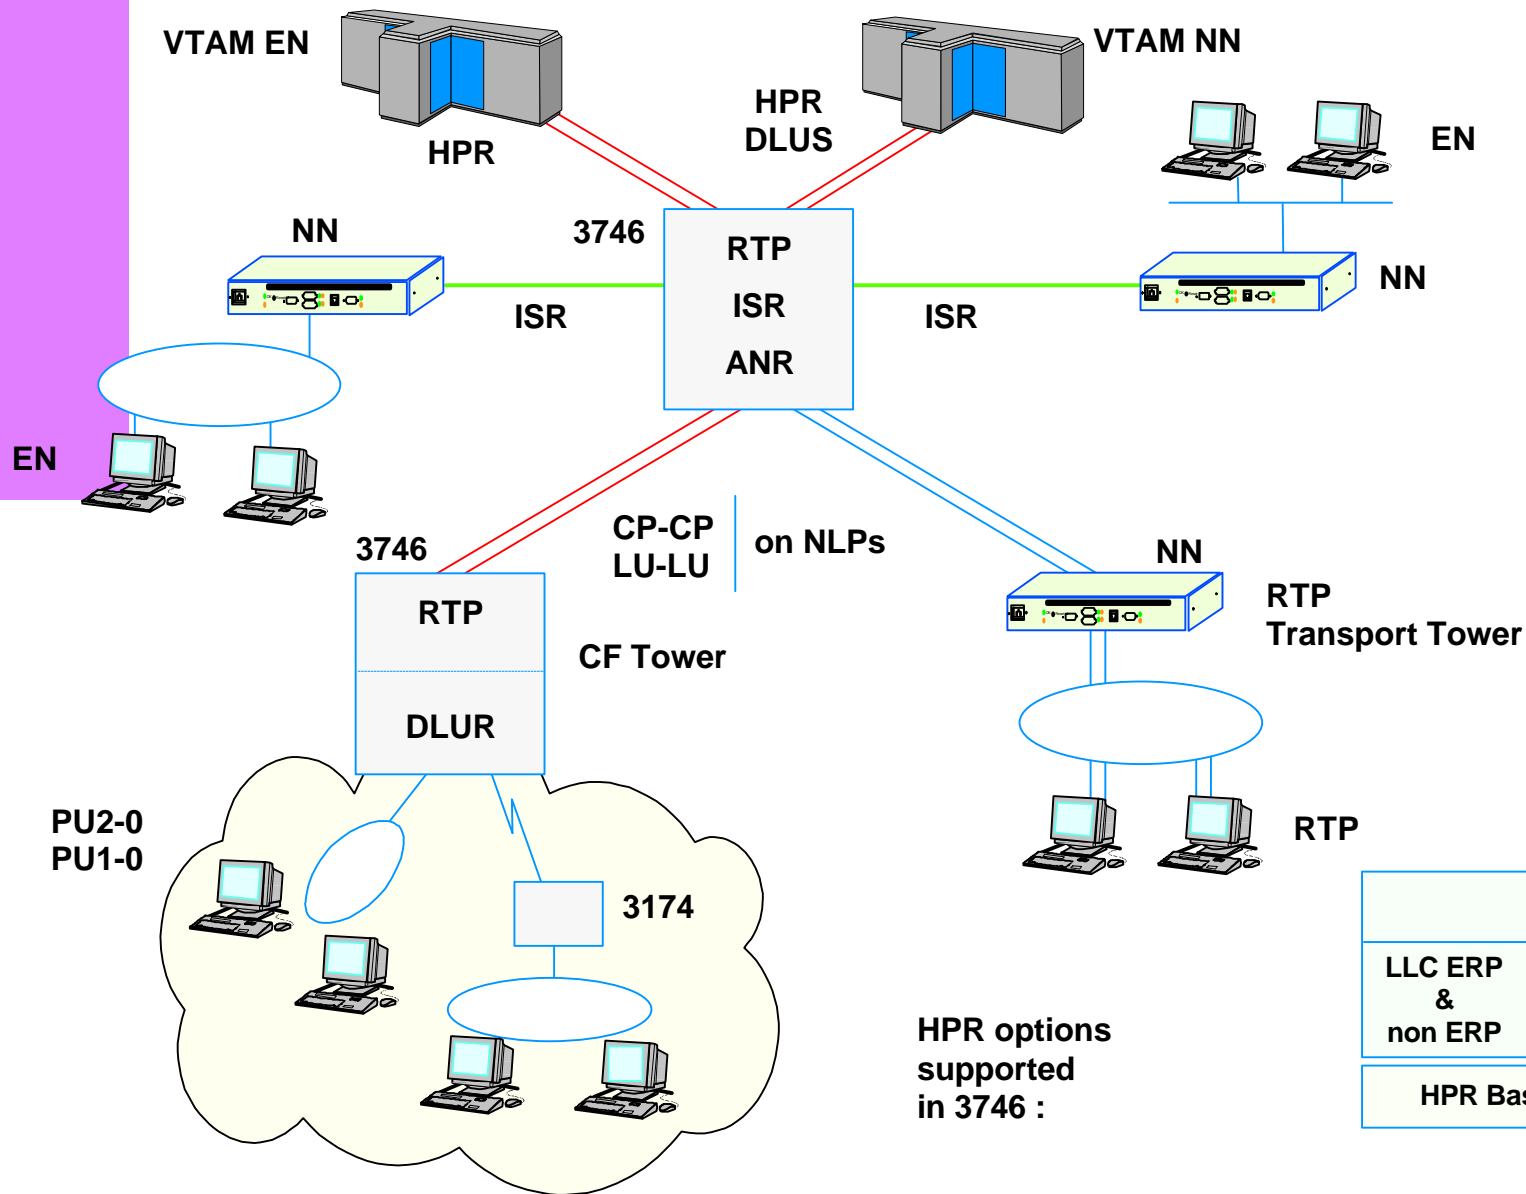 VTAM EN
VTAM NN
HPR
DLUS
HPR
EN
NN
3746
RTP
ISR
ANR
ISR
ISR
NN
EN
3746
CP-CP
LU-LU
on NLPs
NN
RTP
Transport Tower
RTP
CF Tower
DLUR
PU2-0
PU1-0
3174
RTP
HPR options
supported
in 3746 :
LLC ERP
&
non ERP
HPR Bas